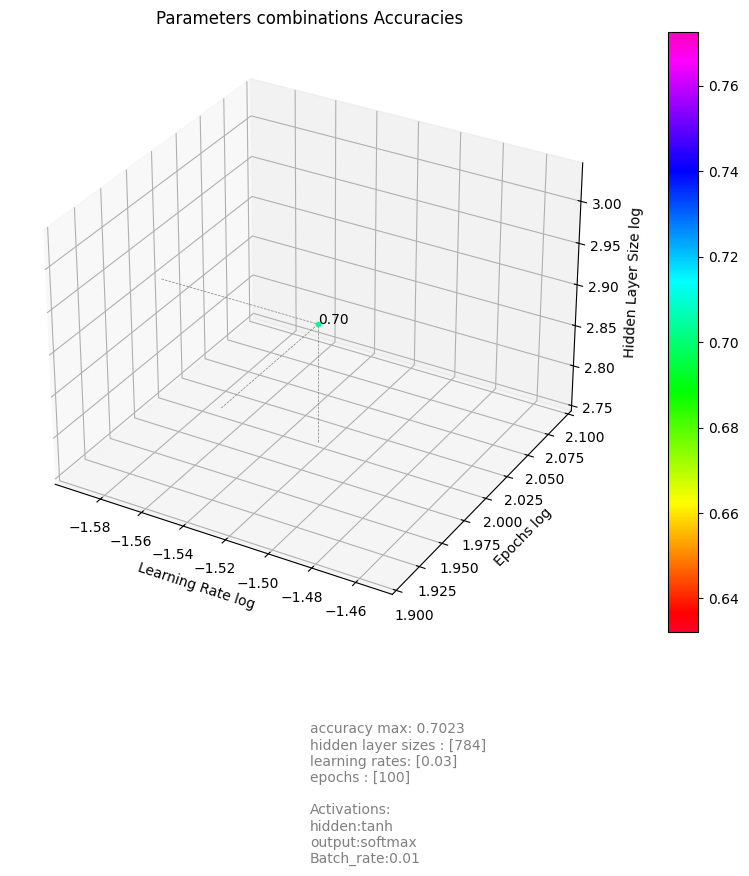 Parameters combinations Accuracies
0.76
0.74
0.72
0.70
0.68
0.66
0.64
3.00
2.95
2.90
2.85
2.80
2.75
Hidden Layer Size log
0.70
2.100
2.075
2.050
2.025
2.000
1.975
1.950
1.925
1.900
Epochs log
−1.58
−1.56
−1.54
−1.52
−1.50
−1.48
−1.46
Learning Rate log
accuracy max: 0.7023
hidden layer sizes : [784]
learning rates: [0.03]
epochs : [100]
Activations:
hidden:tanh
output:softmax
Batch_rate:0.01